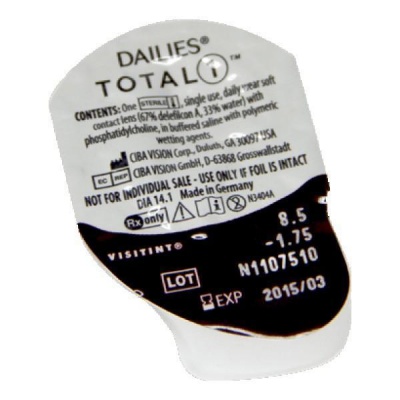 DAILIES®
TOTAL 1™
CONTENTS: One STERILE, single use, daily wear soft
contact lens (67% delefilcon A, 33% water) with
phosphatidylcholine, in buffered saline with polymeric
wetting agents.
CIBA VISION Corp., Duluth, GA 30097 USA
EC REP CIBA VISION GmbH, D-63868 Grosswallstadt
NOT FOR INDIVIDUAL SALE - USE ONLY IF FOIL IS INTACT
DIA 14.1 Made in Germany
Rx only N3404A
VISITINT®
8.5
-1.75
LOT N1107510
EXP 2015/03